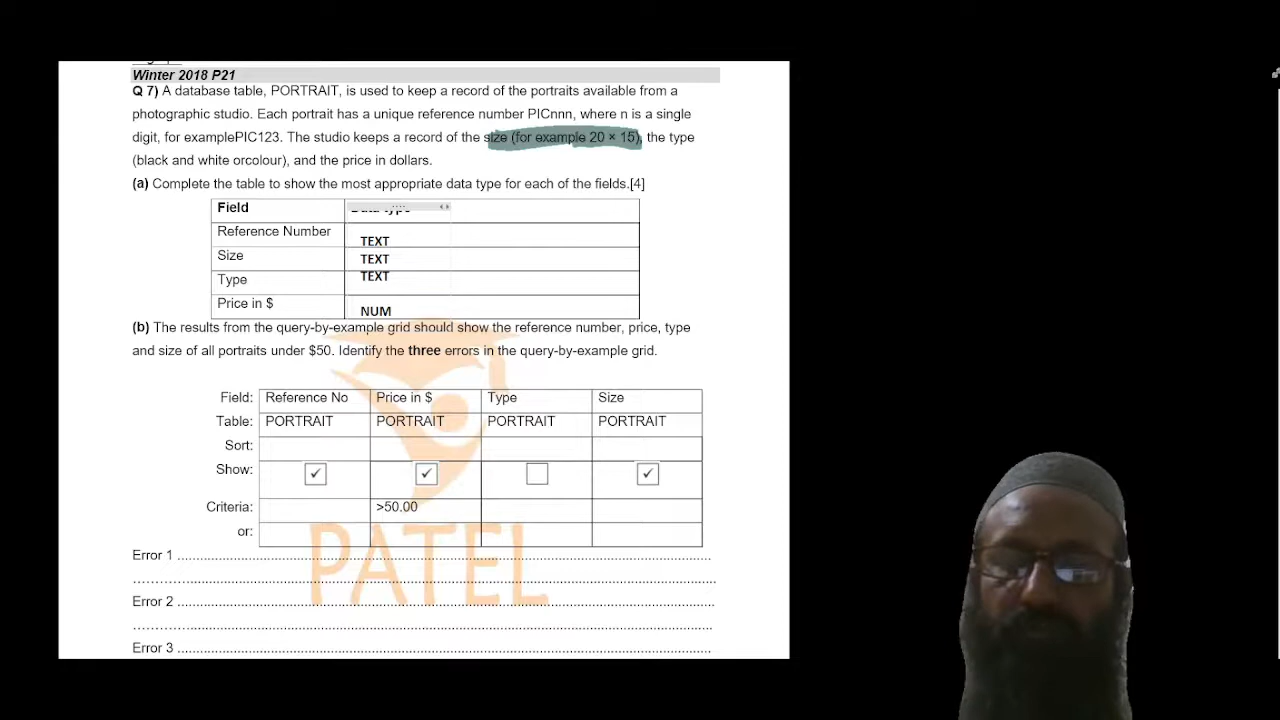 Winter 2018 P21
Q 7) A database table, PORTRAIT, is used to keep a record of the portraits available from a
photographic studio. Each portrait has a unique reference number PICnnn, where n is a single
digit, for examplePIC123. The studio keeps a record of the size (for example 20 × 15), the type
(black and white orcolour), and the price in dollars.
(a) Complete the table to show the most appropriate data type for each of the fields.[4]
Field Data type
Reference Number TEXT
Size TEXT
Type TEXT
Price in $ NUM
(b) The results from the query-by-example grid should show the reference number, price, type
and size of all portraits under $50. Identify the three errors in the query-by-example grid.
Field: Reference No Price in $ Type Size
Table: PORTRAIT PORTRAIT PORTRAIT PORTRAIT
Sort:
Show: ✓ ✓ ✓
Criteria: >50.00
or:
PATEL
Error 1 ..........
Error 2 ..........
Error 3 ..........